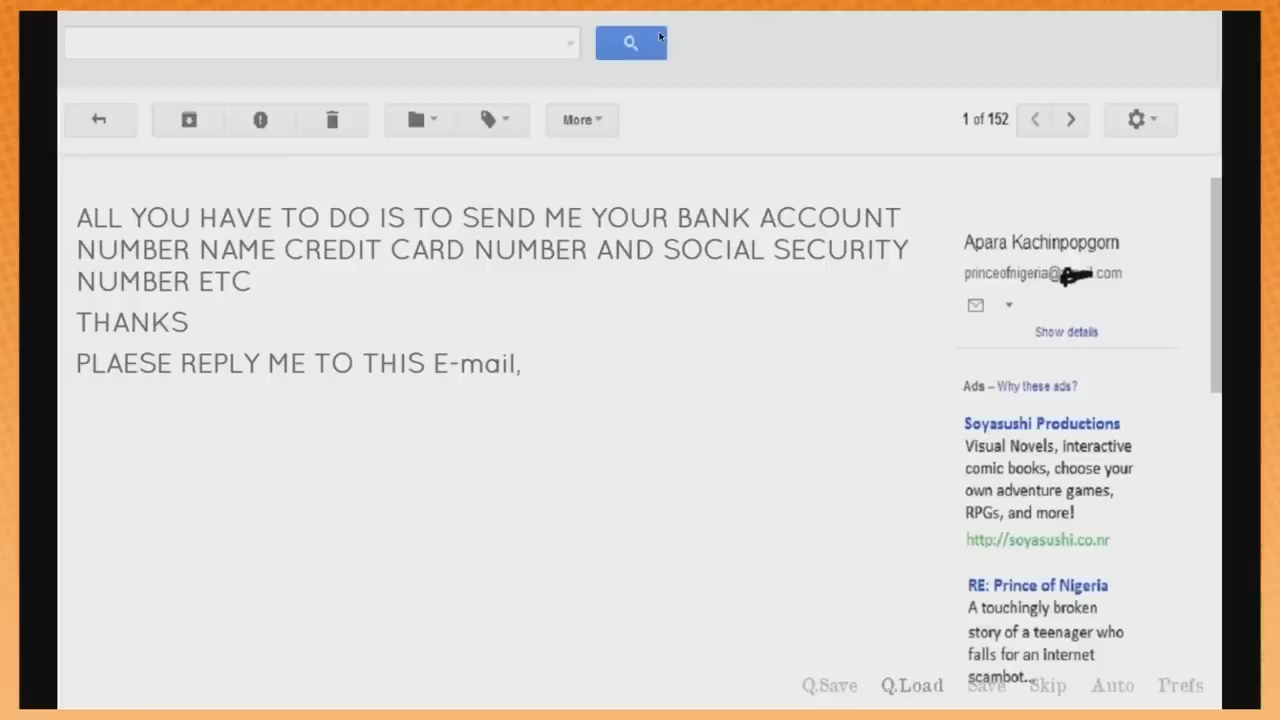 More
1 of 152
ALL YOU HAVE TO DO IS TO SEND ME YOUR BANK ACCOUNT
NUMBER NAME CREDIT CARD NUMBER AND SOCIAL SECURITY
NUMBER ETC
THANKS
PLAESE REPLY ME TO THIS E-mail,
Apara Kachinpopgorn
princeofnigeria@ .com
Show details
Ads – Why these ads?
Soyasushi Productions
Visual Novels, interactive
comic books, choose your
own adventure games,
RPGs, and more!
http://soyasushi.co.nr
RE: Prince of Nigeria
A touchingly broken
story of a teenager who
falls for an internet
scambot...
Q.Save Q.Load Save Skip Auto Prefs